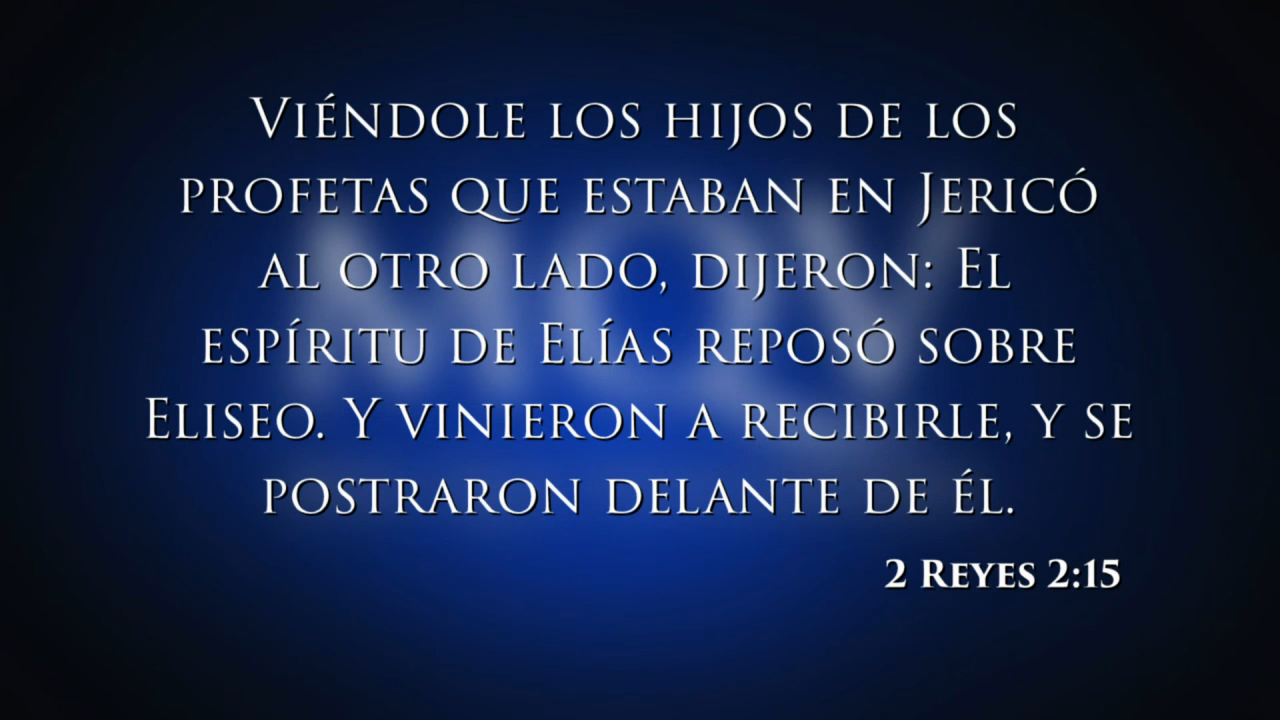 Viéndole los hijos de los
profetas que estaban en Jericó
al otro lado, dijeron: El
espíritu de Elías reposó sobre
Eliseo. Y vinieron a recibirle, y se
postraron delante de él.
2 Reyes 2:15